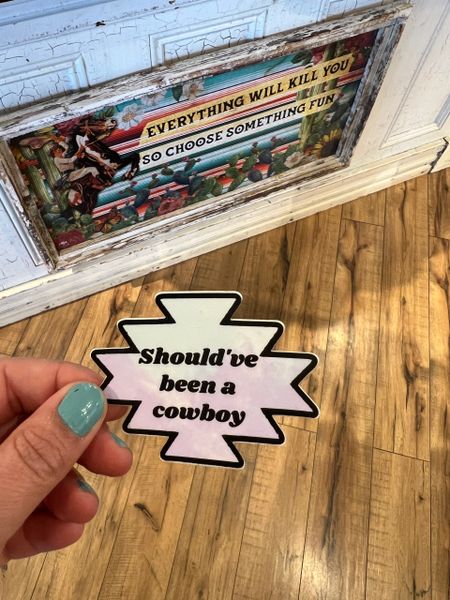 EVERYTHING WILL KILL YOU
SO CHOOSE SOMETHING FUN
Should've
been a
cowboy